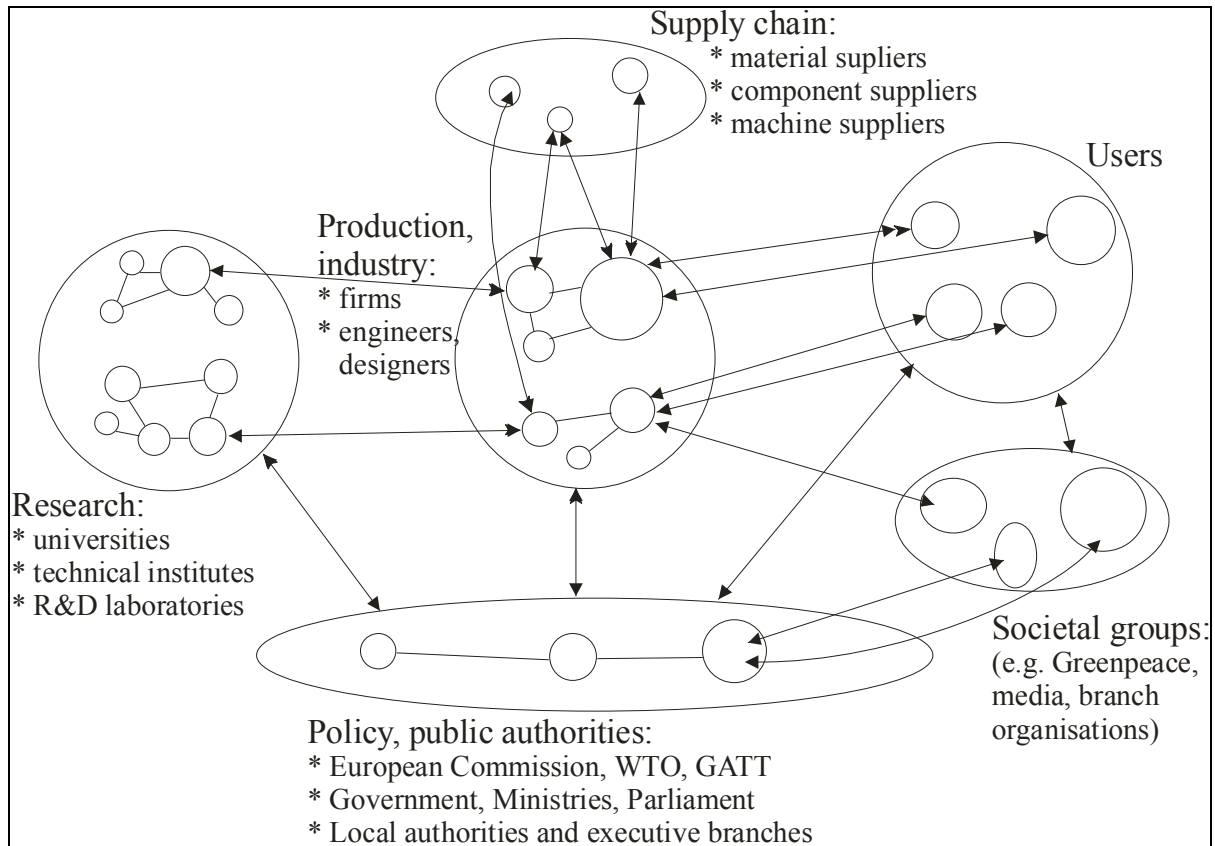 Supply chain:
* material supliers
* component suppliers
* machine suppliers
Users
Production,
industry:
* firms
* engineers,
designers
Research:
* universities
* technical institutes
* R&D laboratories
Societal groups:
(e.g. Greenpeace,
media, branch
organisations)
Policy, public authorities:
* European Commission, WTO, GATT
* Government, Ministries, Parliament
* Local authorities and executive branches